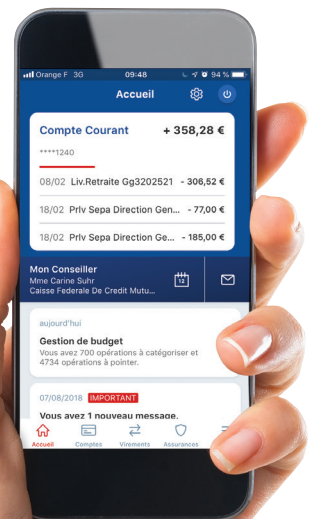 Orange F 3G 09:48 94 %
Accueil
Compte Courant + 358,28 €
****1240
08/02 Liv.Retraite Gg3202521 - 306,52 €
18/02 Prlv Sepa Direction Gen... - 77,00 €
18/02 Prlv Sepa Direction Ge... - 185,00 €
Mon Conseiller
Mme Carine Suhr
Caisse Federale De Credit Mutu...
12
aujourd'hui
Gestion de budget
Vous avez 700 opérations à catégoriser et
4734 opérations à pointer.
07/08/2018 IMPORTANT
Vous avez 1 nouveau message.
Accueil Comptes Virements Assurances